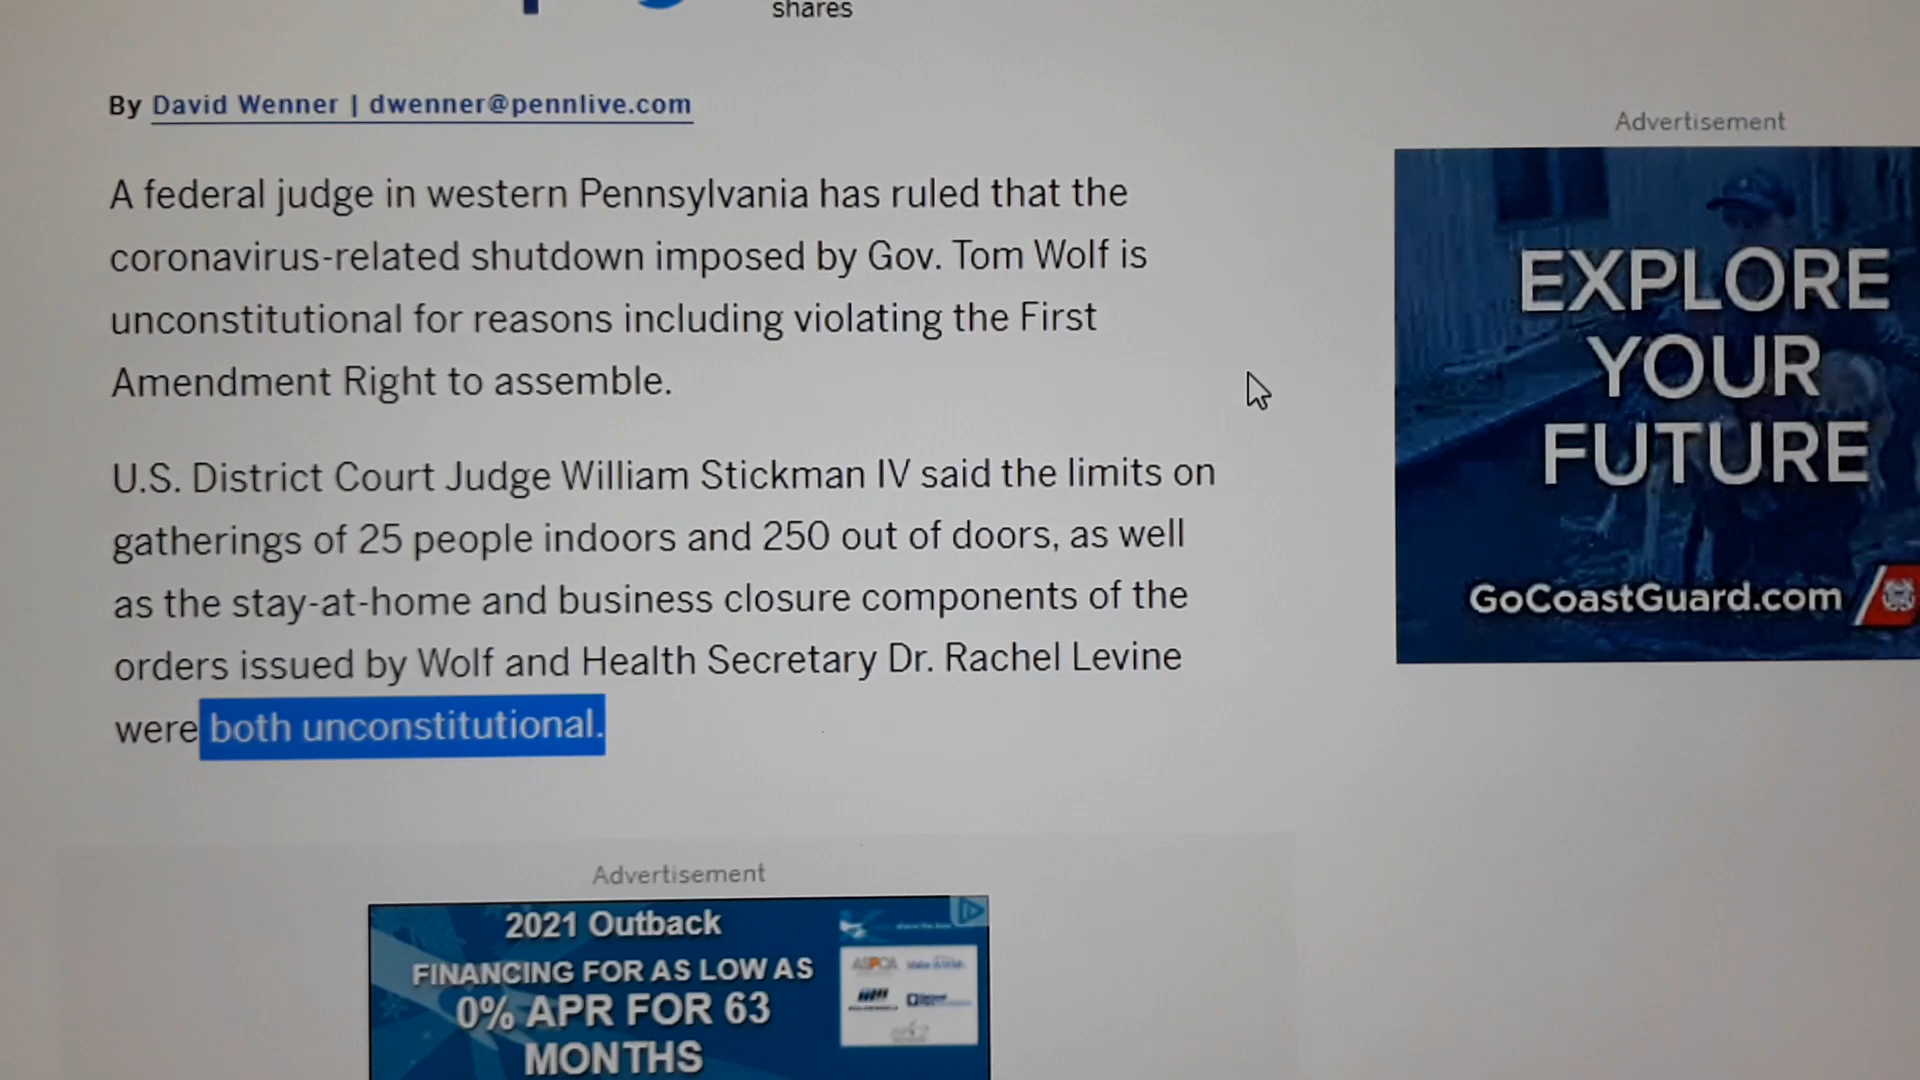 shares
By David Wenner | dwenner@pennlive.com
A federal judge in western Pennsylvania has ruled that the
coronavirus-related shutdown imposed by Gov. Tom Wolf is
unconstitutional for reasons including violating the First
Amendment Right to assemble.
U.S. District Court Judge William Stickman IV said the limits on
gatherings of 25 people indoors and 250 out of doors, as well
as the stay-at-home and business closure components of the
orders issued by Wolf and Health Secretary Dr. Rachel Levine
were both unconstitutional.
Advertisement
EXPLORE
YOUR
FUTURE
GoCoastGuard.com
Advertisement
2021 Outback
FINANCING FOR AS LOW AS
0% APR FOR 63
MONTHS
ASPCA